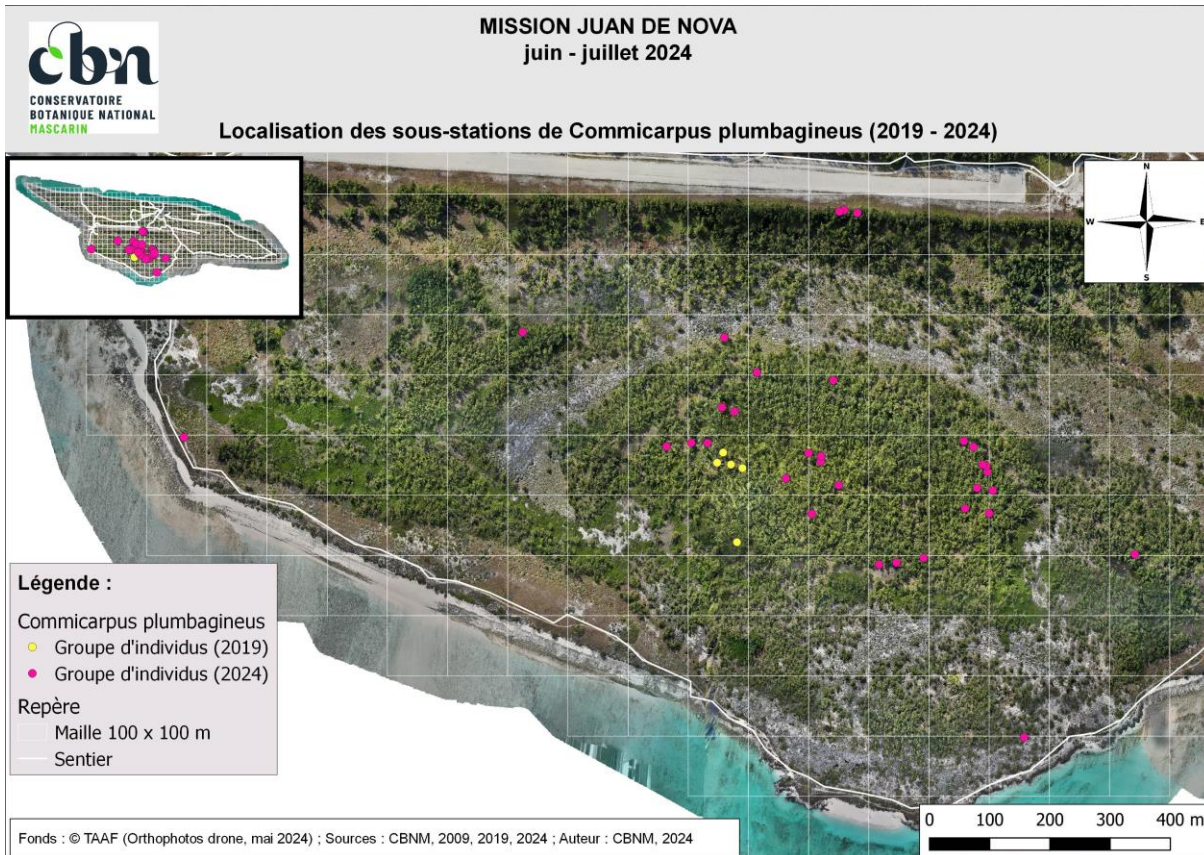 cbn
CONSERVATOIRE
BOTANIQUE NATIONAL
MASCARIN
MISSION JUAN DE NOVA
juin - juillet 2024
Localisation des sous-stations de Commicarpus plumbagineus (2019 - 2024)
N
W
E
S
Légende :
Commicarpus plumbagineus
Groupe d'individus (2019)
Groupe d'individus (2024)
Repère
Maille 100 x 100 m
Sentier
Fonds : © TAAF (Orthophotos drone, mai 2024) ; Sources : CBNM, 2009, 2019, 2024 ; Auteur : CBNM, 2024
0 100 200 300 400 m